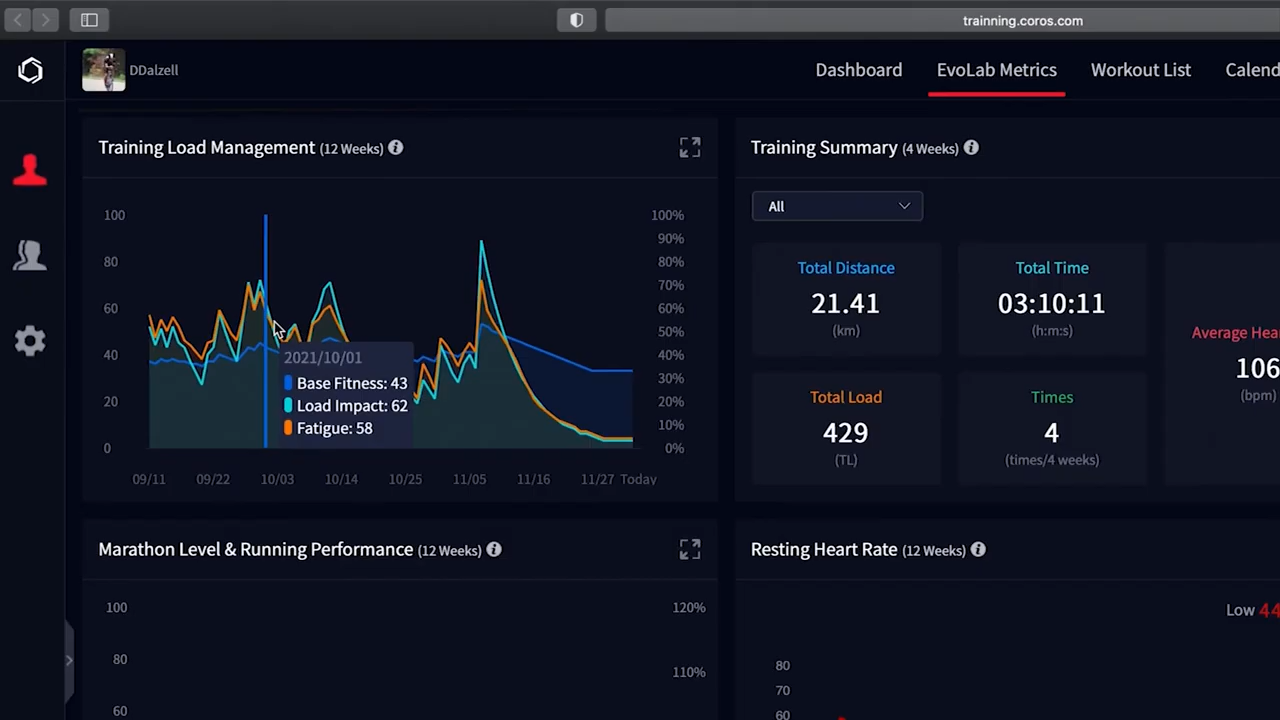 trainning.coros.com
DDalzell
Dashboard
EvoLab Metrics
Workout List
Calend
Training Load Management (12 Weeks)
100
80
60
40
20
0
100%
90%
80%
70%
60%
50%
40%
30%
20%
10%
0%
2021/10/01
Base Fitness: 43
Load Impact: 62
Fatigue: 58
09/11 09/22 10/03 10/14 10/25 11/05 11/16 11/27 Today
Training Summary (4 Weeks)
All
Total Distance
21.41
(km)
Total Time
03:10:11
(h:m:s)
Average Hea
106
(bpm)
Total Load
429
(TL)
Times
4
(times/4 weeks)
Marathon Level & Running Performance (12 Weeks)
100
80
60
120%
110%
Resting Heart Rate (12 Weeks)
Low 44
80
70
60